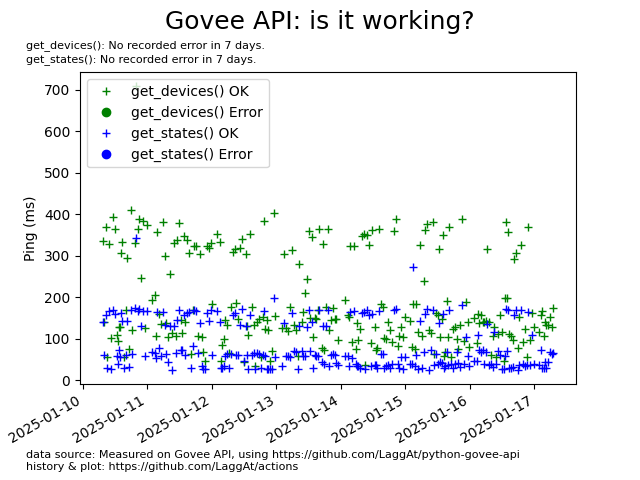 Govee API: is it working?
get_devices(): No recorded error in 7 days.
get_states(): No recorded error in 7 days.
get_devices() OK
get_devices() Error
get_states() OK
get_states() Error
Ping (ms)
700
600
500
400
300
200
100
0
2025-01-10
2025-01-11
2025-01-12
2025-01-13
2025-01-14
2025-01-15
2025-01-16
2025-01-17
data source: Measured on Govee API, using https://github.com/LaggAt/python-govee-api
history & plot: https://github.com/LaggAt/actions